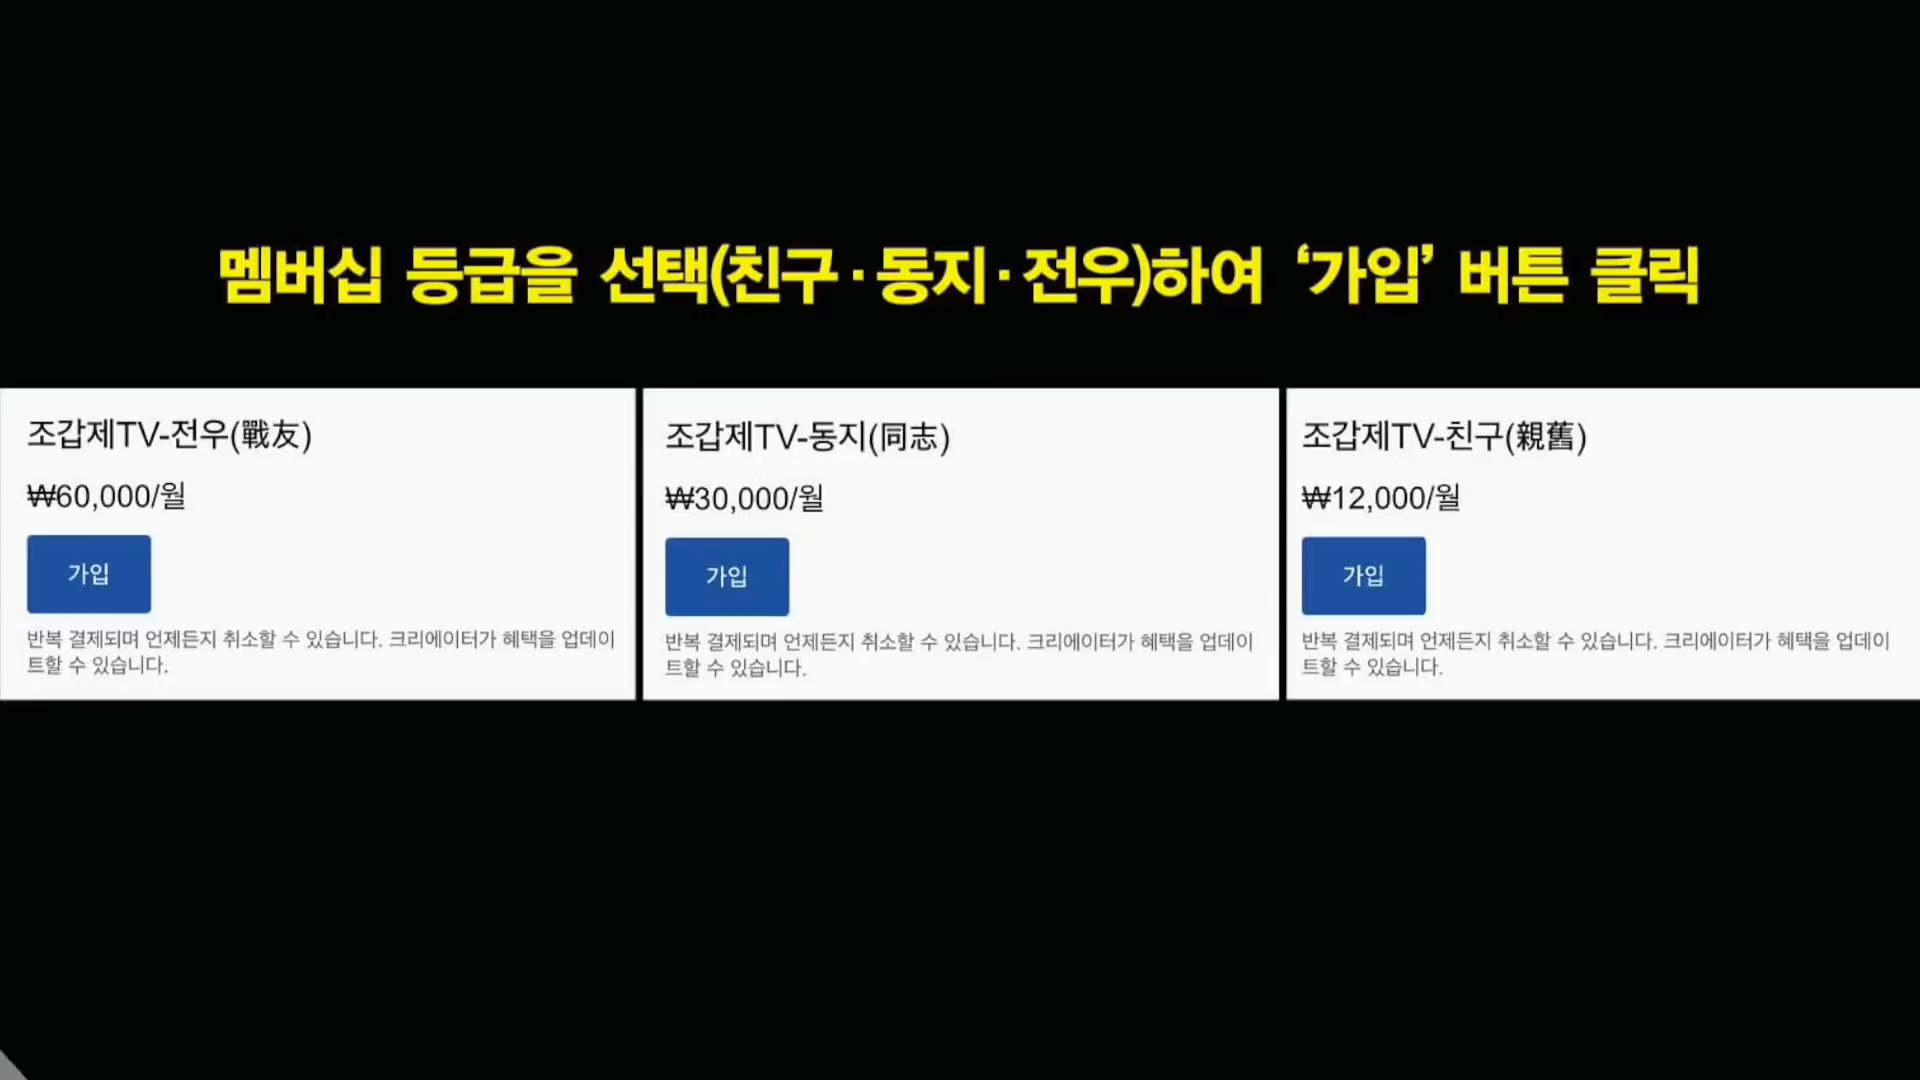 멤버십 등급을 선택(친구·동지·전우)하여 ‘가입’ 버튼 클릭
조갑제TV-전우(戰友)
₩60,000/월
가입
반복 결제되며 언제든지 취소할 수 있습니다. 크리에이터가 혜택을 업데이
트할 수 있습니다.
조갑제TV-동지(同志)
₩30,000/월
가입
반복 결제되며 언제든지 취소할 수 있습니다. 크리에이터가 혜택을 업데이
트할 수 있습니다.
조갑제TV-친구(親舊)
₩12,000/월
가입
반복 결제되며 언제든지 취소할 수 있습니다. 크리에이터가 혜택을 업데이
트할 수 있습니다.